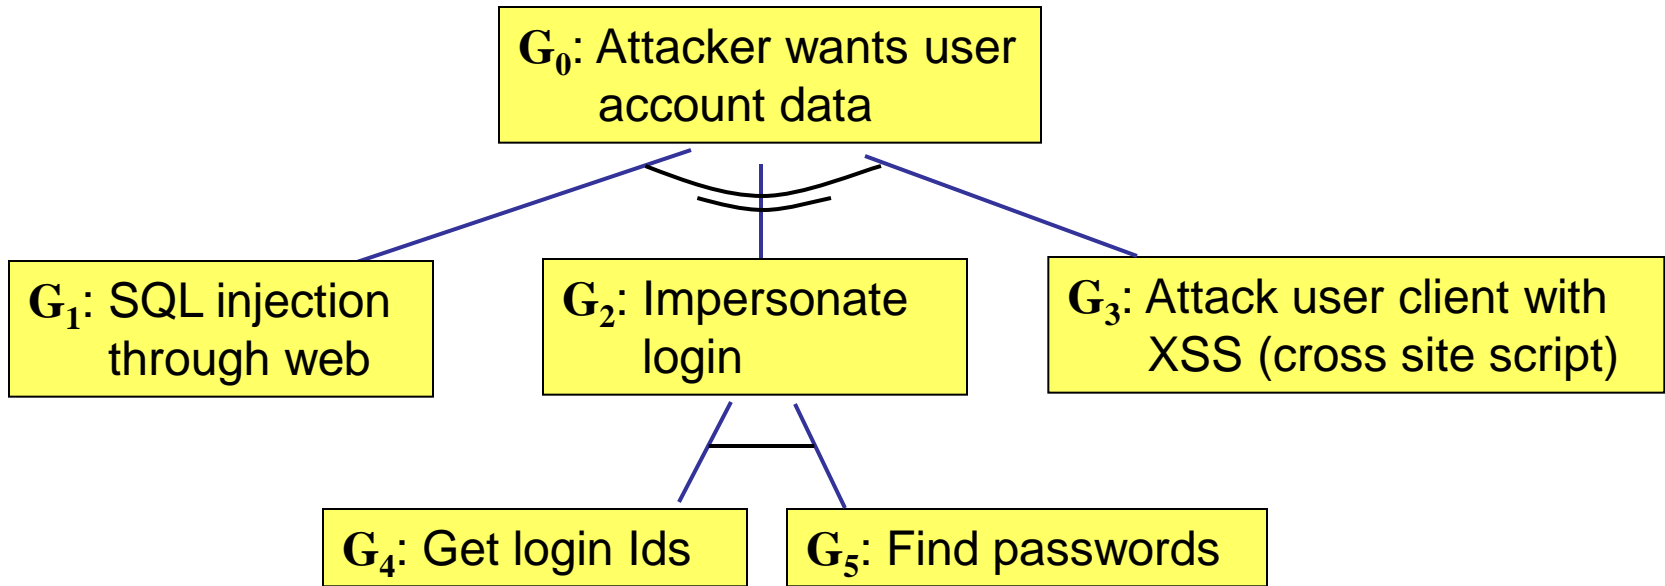 G₀: Attacker wants user
account data
G₁: SQL injection
through web
G₂: Impersonate
login
G₃: Attack user client with
XSS (cross site script)
G₄: Get login Ids
G₅: Find passwords